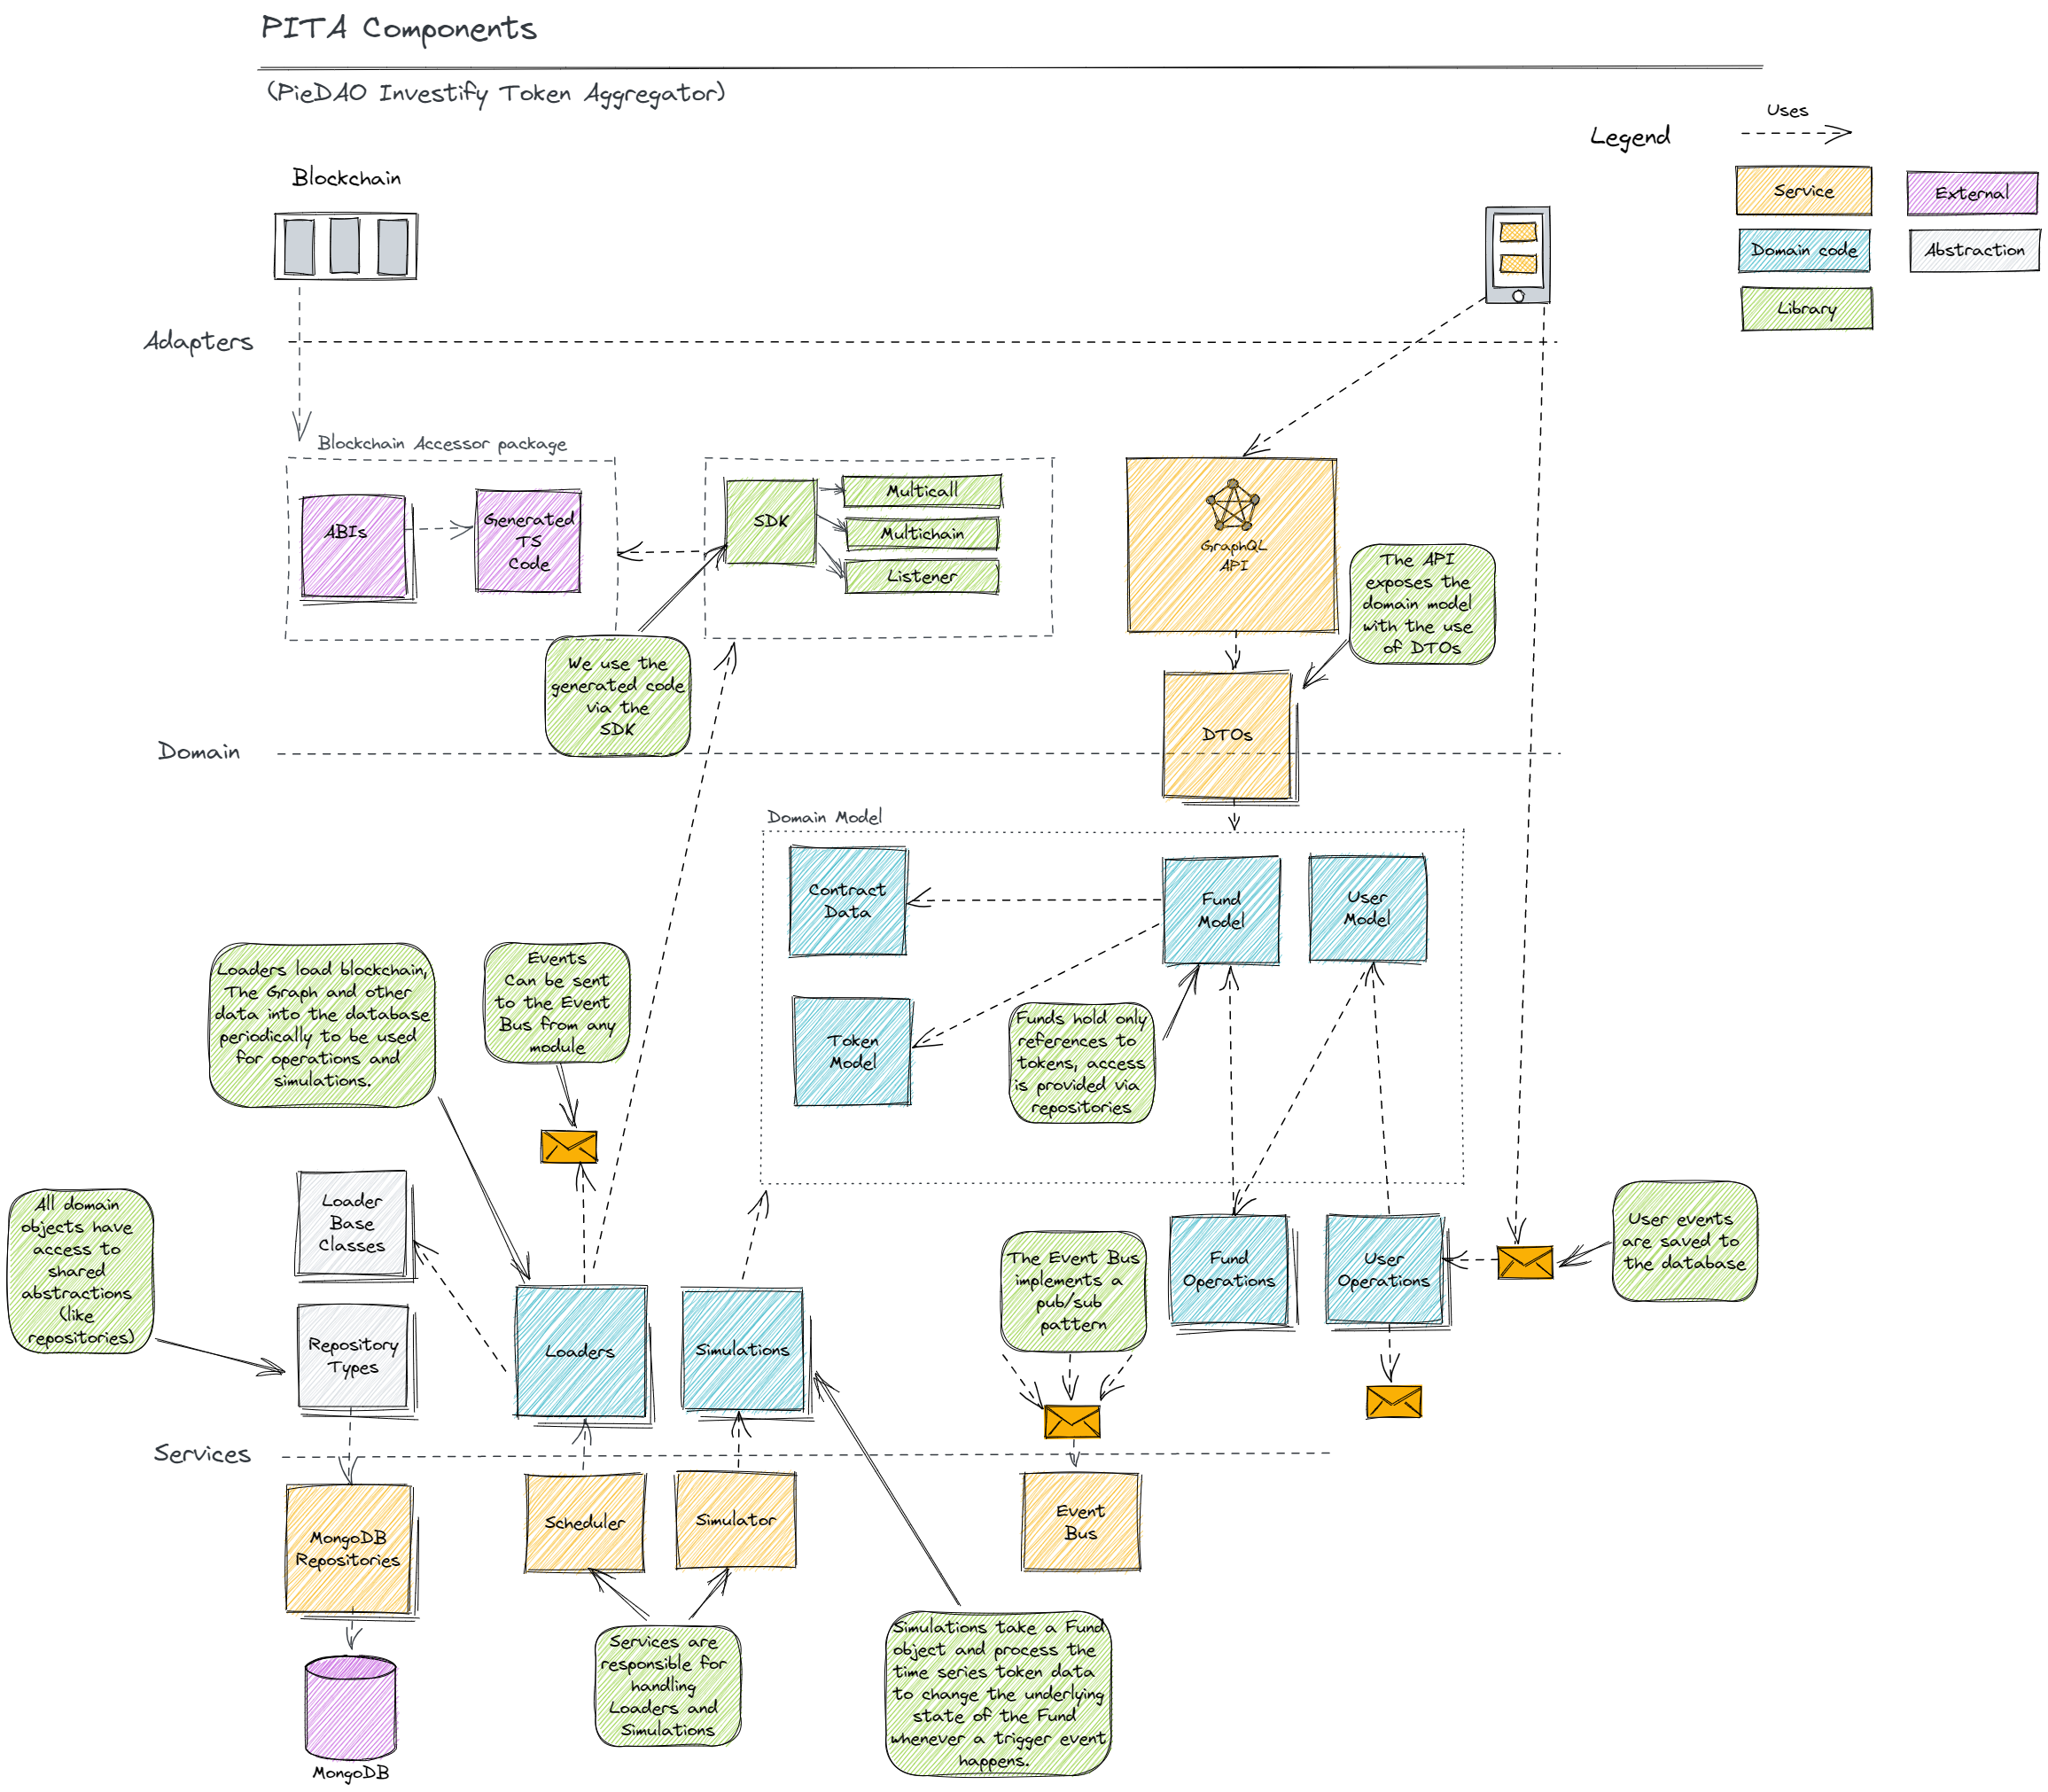 PITA Components
(PieDAO Investify Token Aggregator)
Legend
Uses
Service
External
Domain code
Abstraction
Library
Blockchain
Adapters
Blockchain Accessor package
ABIs
Generated
TS
Code
SDK
Multicall
Multichain
Listener
GraphQL
API
The API
exposes the
domain model
with the use
of DTOs
We use the
generated code
via the
SDK
DTOs
Domain
Domain Model
Contract
Data
Fund
Model
User
Model
Token
Model
Funds hold only
references to
tokens, access
is provided via
repositories
Loaders load blockchain,
The Graph and other
data into the database
periodically to be used
for operations and
simulations.
Events
Can be sent
to the Event
Bus from any
module
All domain
objects have
access to
shared
abstractions
(like
repositories)
Loader
Base
Classes
Repository
Types
Loaders
Simulations
The Event Bus
implements a
pub/sub
pattern
Fund
Operations
User
Operations
User events
are saved to
the database
Services
MongoDB
Repositories
Scheduler
Simulator
Event
Bus
Services are
responsible for
handling
Loaders and
Simulations
Simulations take a Fund
object and process the
time series token data
to change the underlying
state of the Fund
whenever a trigger event
happens.
MongoDB